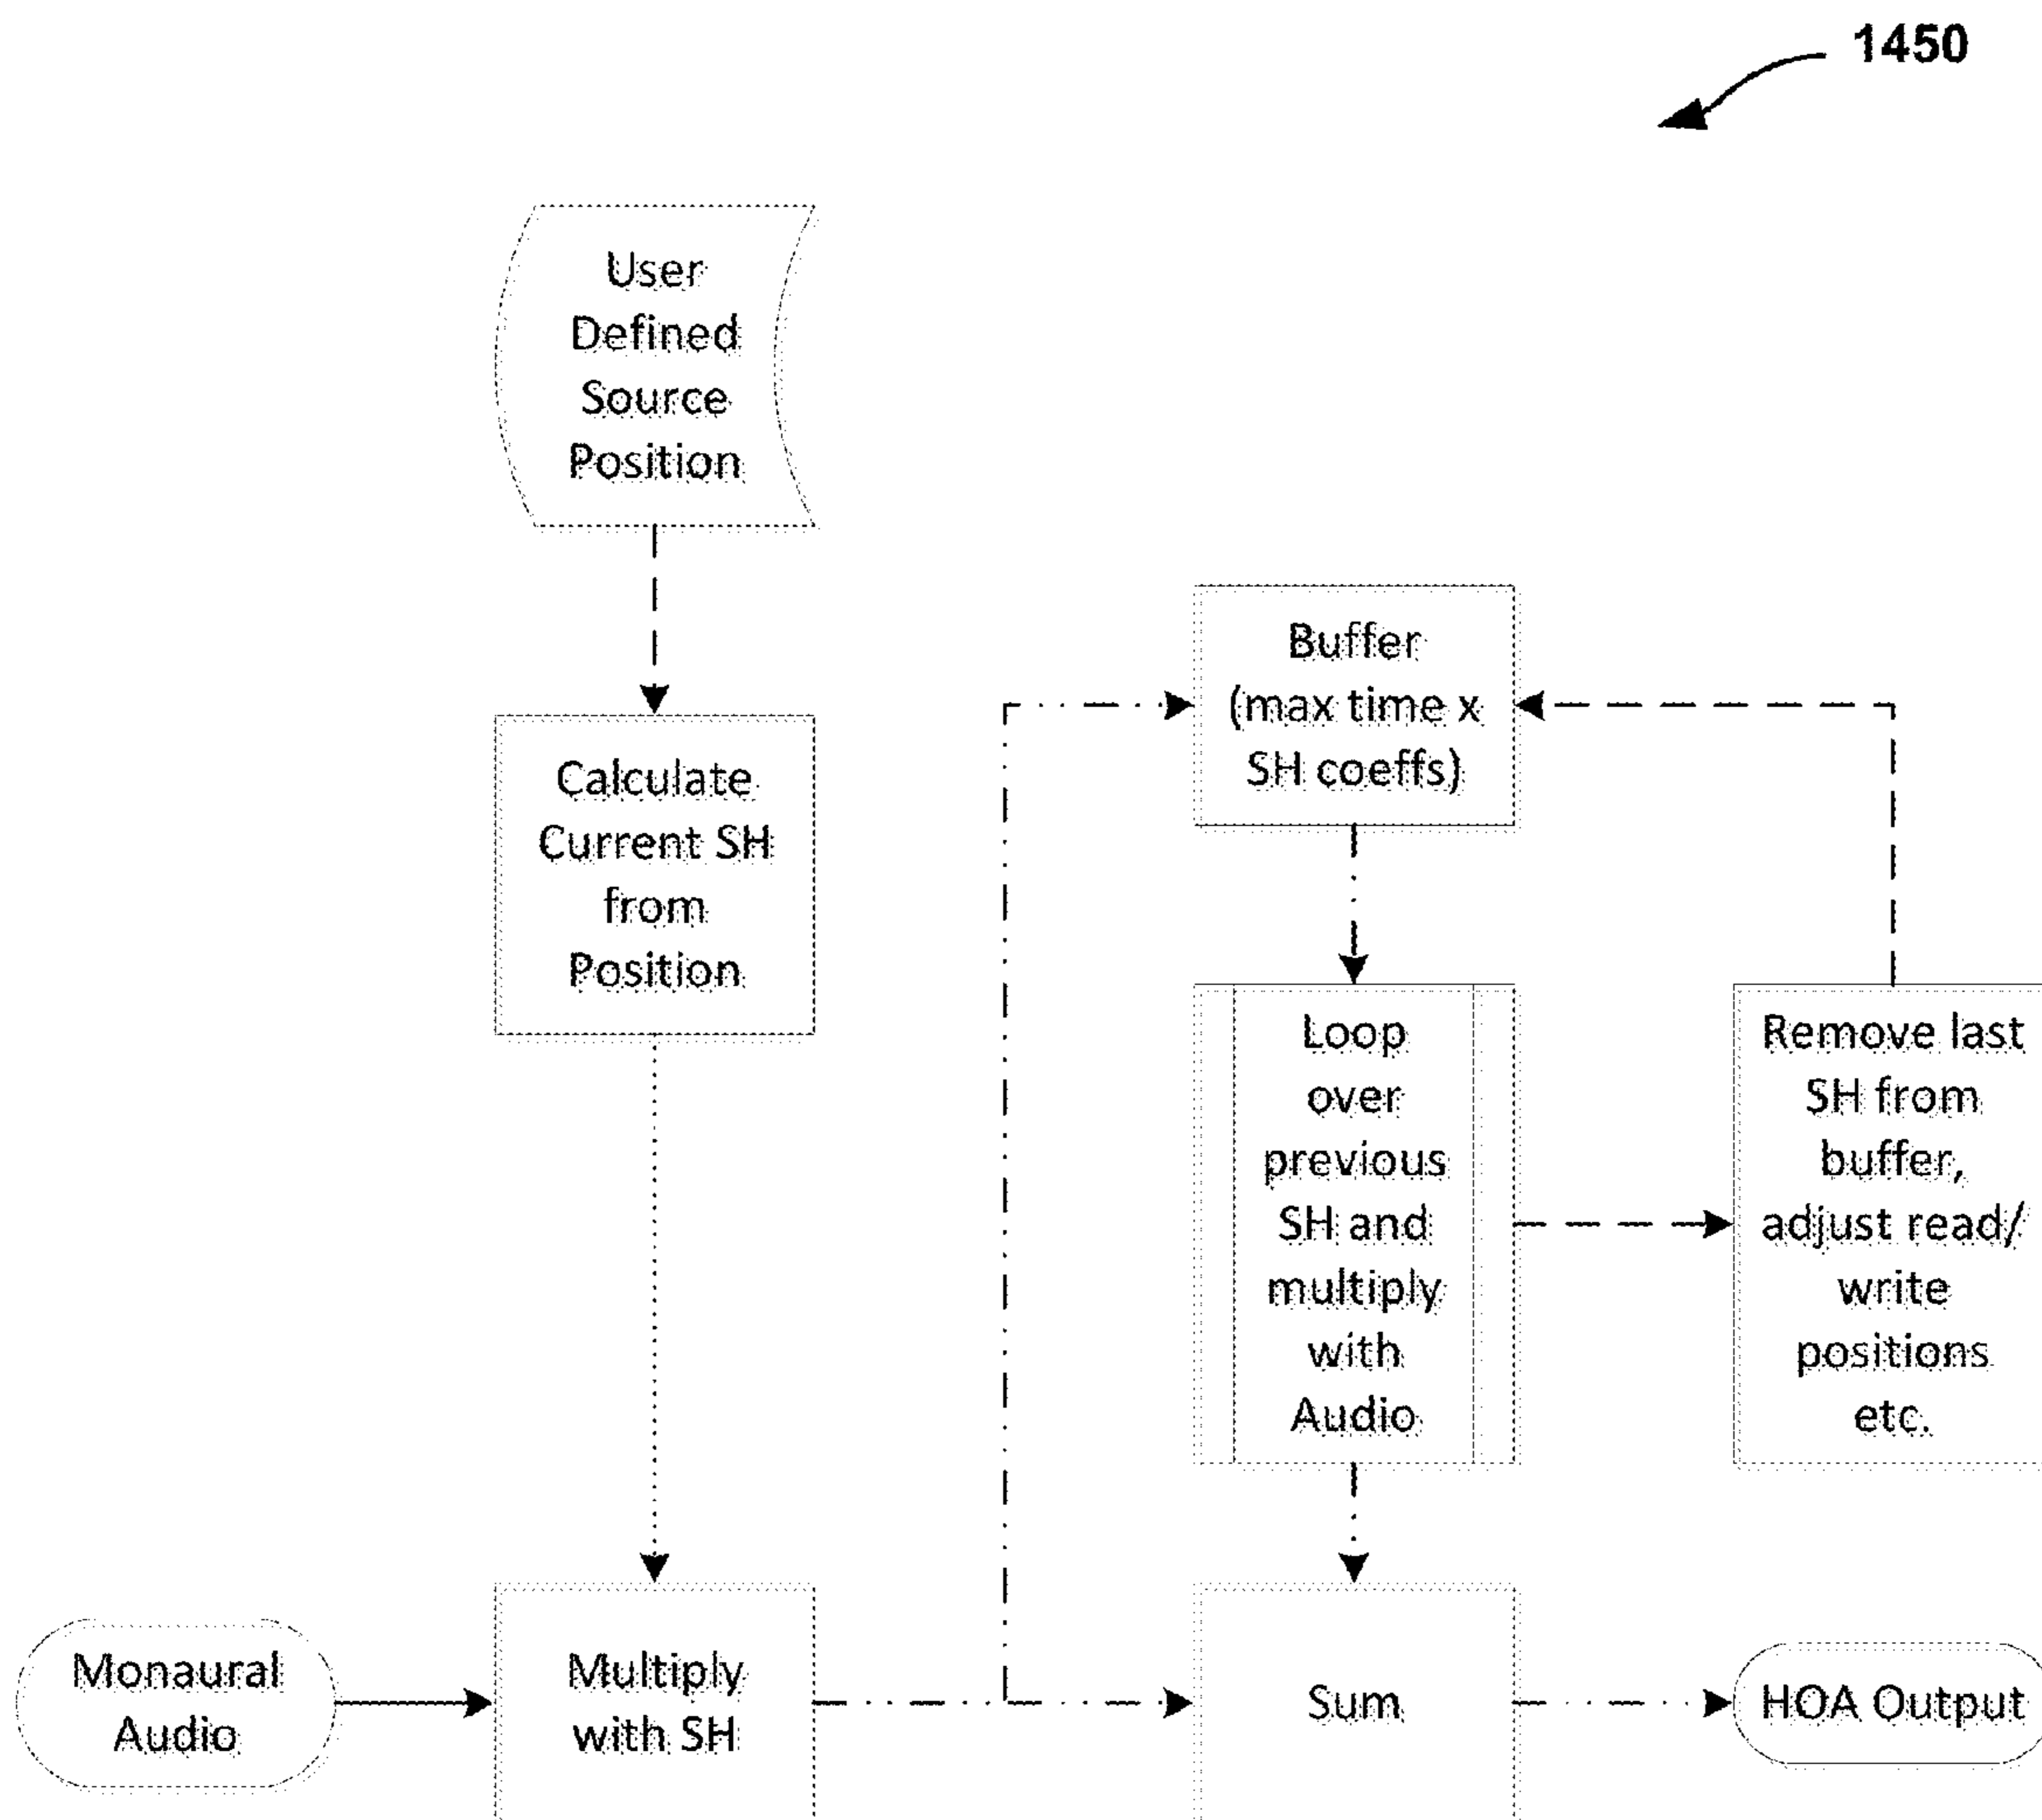 1450
User
Defined
Source
Position
Calculate
Current SH
from
Position
Buffer
(max time x
SH coeffs)
Loop
over
previous
SH and
multiply
with
Audio
Remove last
SH from
buffer,
adjust read/
write
positions
etc.
Monaural
Audio
Multiply
with SH
Sum
HOA Output